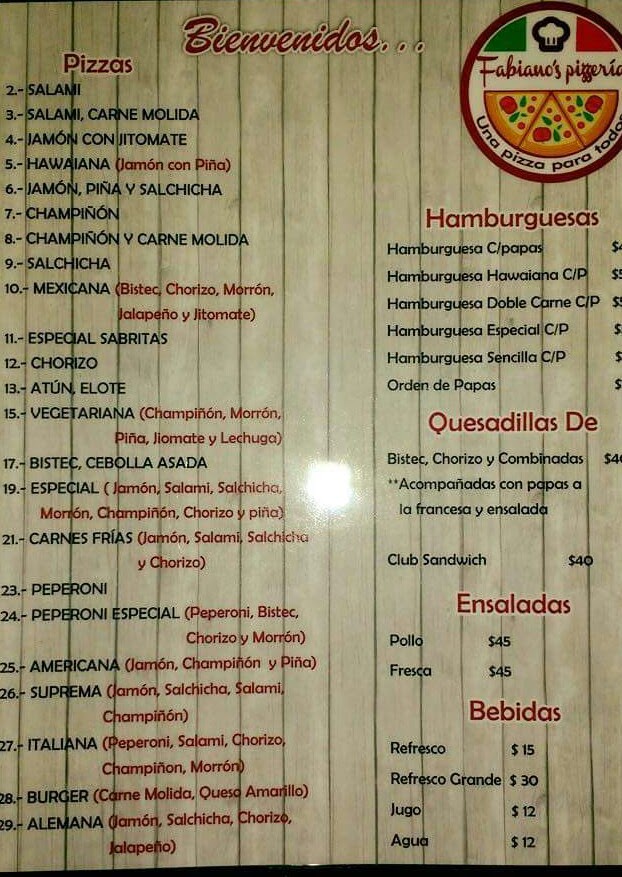 Bienvenidos...
Fabiano's pizzería
Una pizza para todos
Pizzas
2.- SALAMI
3.- SALAMI, CARNE MOLIDA
4.- JAMÓN CON JITOMATE
5.- HAWAIANA (Jamón con Piña)
6.- JAMÓN, PIÑA Y SALCHICHA
7.- CHAMPIÑÓN
8.- CHAMPIÑÓN Y CARNE MOLIDA
9.- SALCHICHA
10.- MEXICANA (Bistec, Chorizo, Morrón,
Jalapeño y Jitomate)
11.- ESPECIAL SABRITAS
12.- CHORIZO
13.- ATÚN, ELOTE
15.- VEGETARIANA (Champiñón, Morrón,
Piña, Jiomate y Lechuga)
17.- BISTEC, CEBOLLA ASADA
19.- ESPECIAL ( Jamón, Salami, Salchicha,
Morrón, Champiñón, Chorizo y piña)
21.- CARNES FRÍAS (Jamón, Salami, Salchicha
y Chorizo)
23.- PEPERONI
24.- PEPERONI ESPECIAL (Peperoni, Bistec,
Chorizo y Morrón)
25.- AMERICANA (Jamón, Champiñón y Piña)
26.- SUPREMA (Jamón, Salchicha, Salami,
Champiñón)
27.- ITALIANA (Peperoni, Salami, Chorizo,
Champiñon, Morrón)
28.- BURGER (Carne Molida, Queso Amarillo)
29.- ALEMANA (Jamón, Salchicha, Chorizo,
Jalapeño)
Hamburguesas
Hamburguesa C/papas
Hamburguesa Hawaiana C/P
Hamburguesa Doble Carne C/P
Hamburguesa Especial C/P
Hamburguesa Sencilla C/P
Orden de Papas
Quesadillas De
Bistec, Chorizo y Combinadas
**Acompañadas con papas a
la francesa y ensalada
Club Sandwich $40
Ensaladas
Pollo $45
Fresca $45
Bebidas
Refresco $ 15
Refresco Grande $ 30
Jugo $ 12
Agua $ 12